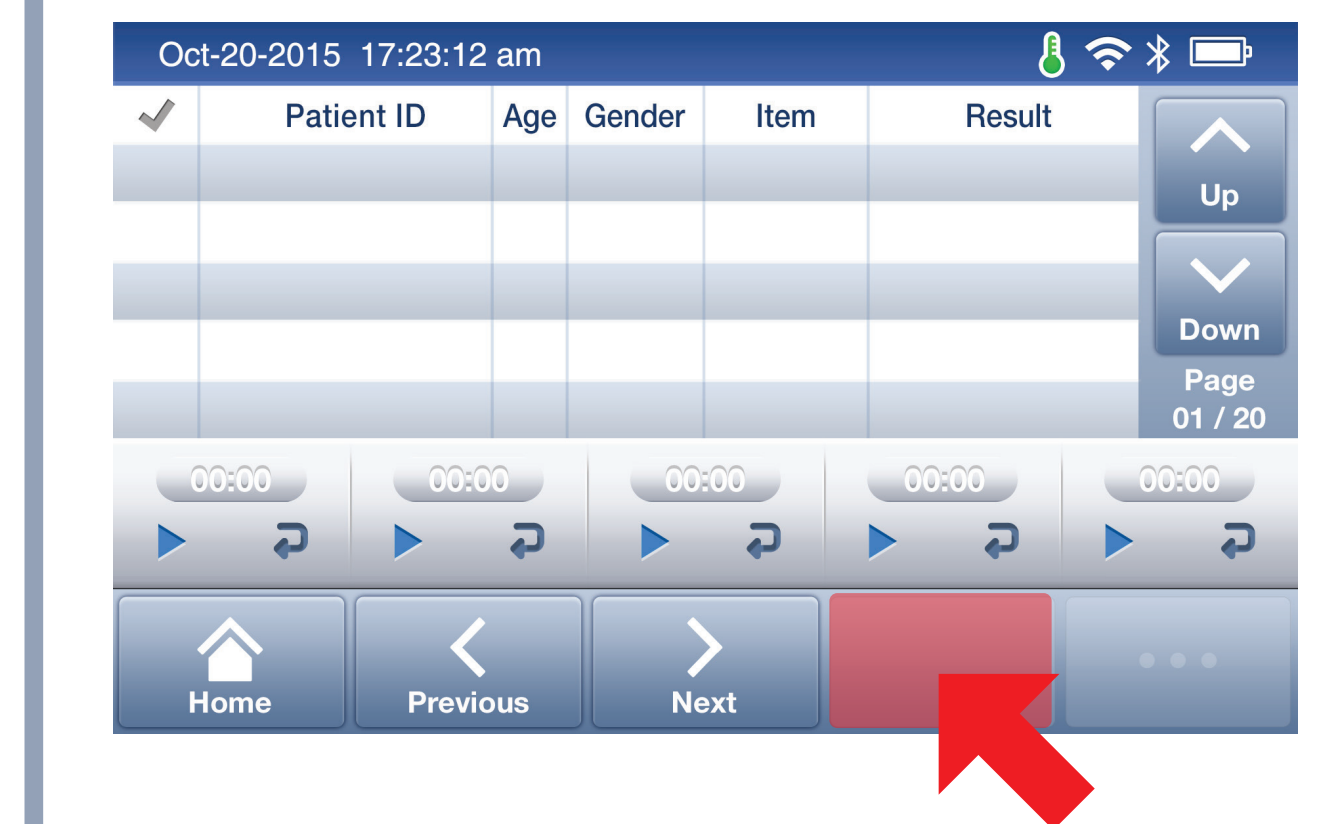 Oct-20-2015 17:23:12 am
Patient ID Age Gender Item Result
Up
Down
Page
01 / 20
00:00 00:00 00:00 00:00 00:00
Home Previous Next